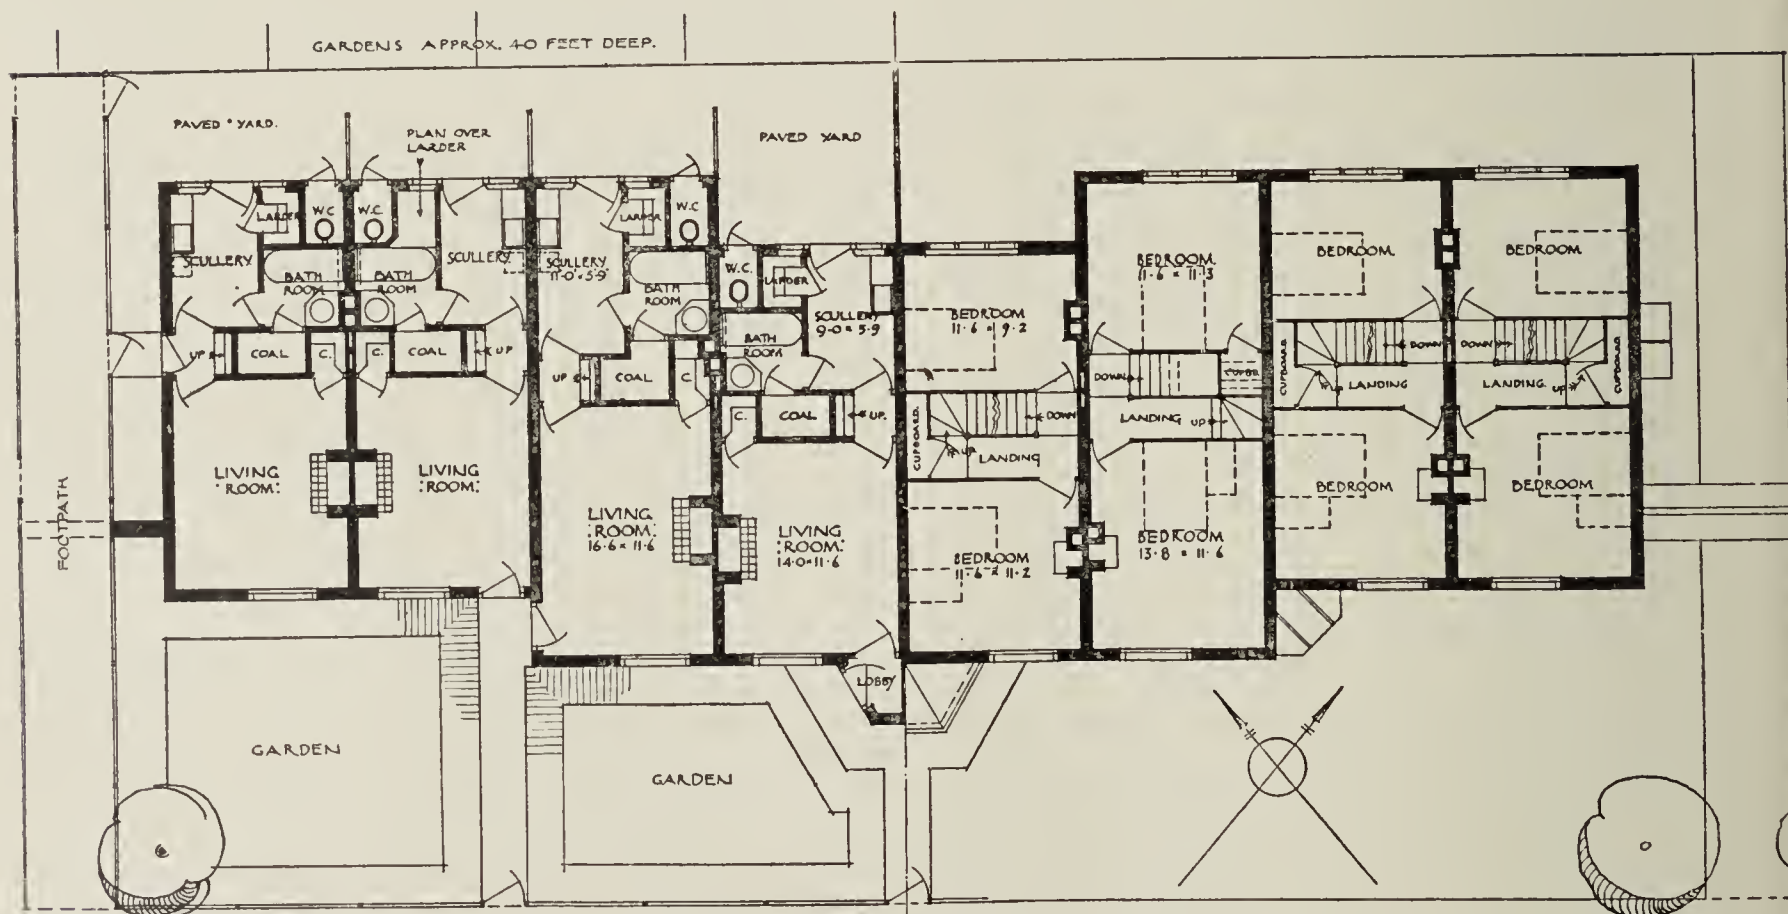 GARDENS APPROX. 40 FEET DEEP.
PAVED YARD.
PLAN OVER
LARDER
PAVED YARD
LARDER
W.C
W.C.
LARDER
W.C
SCULLERY
BATH
ROOM
BATH
ROOM
SCULLERY
SCULLERY
11·0 × 5·9
BATH
ROOM
W.C.
LARDER
SCULLERY
9·0 × 5·9
BATH
ROOM
BEDROOM
11·6 × 9·2
BEDROOM
11·6 × 11·13
BEDROOM
BEDROOM
UP
COAL
C.
C.
COAL
UP
UP
COAL
C.
C.
COAL
UP.
CUPBOARD
DOWN
UP
LANDING
DOWN
CUPBD
LANDING
UP
CUPBOARD
DOWN
UP
LANDING
DOWN
LANDING
UP
CUPBOARD
LIVING
ROOM:
LIVING
:ROOM:
LIVING
:ROOM:
16·6 × 11·6
LIVING
:ROOM:
14·0 × 11·6
BEDROOM
11·6 × 11·2
BEDROOM
13·8 × 11·6
BEDROOM
BEDROOM
FOOTPATH
LOBBY
GARDEN
GARDEN